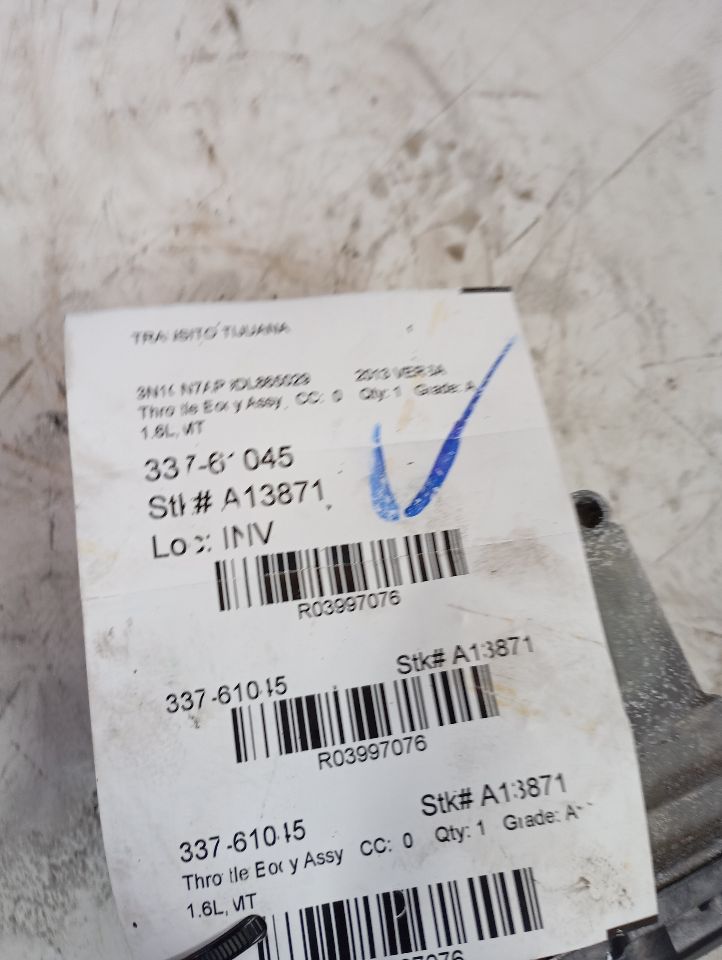 TRANSITO TIJUANA
2013 VERSA
Throttle Body Assy CC: 0 Qty: 1 Grade: A
1.6L, MT
337-61045
Stk# A13871
Loc: INV
R03997076
337-61045 Stk# A13871
R03997076
337-61045 Stk# A13871
Throttle Body Assy CC: 0 Qty: 1 Grade: A
1.6L, MT